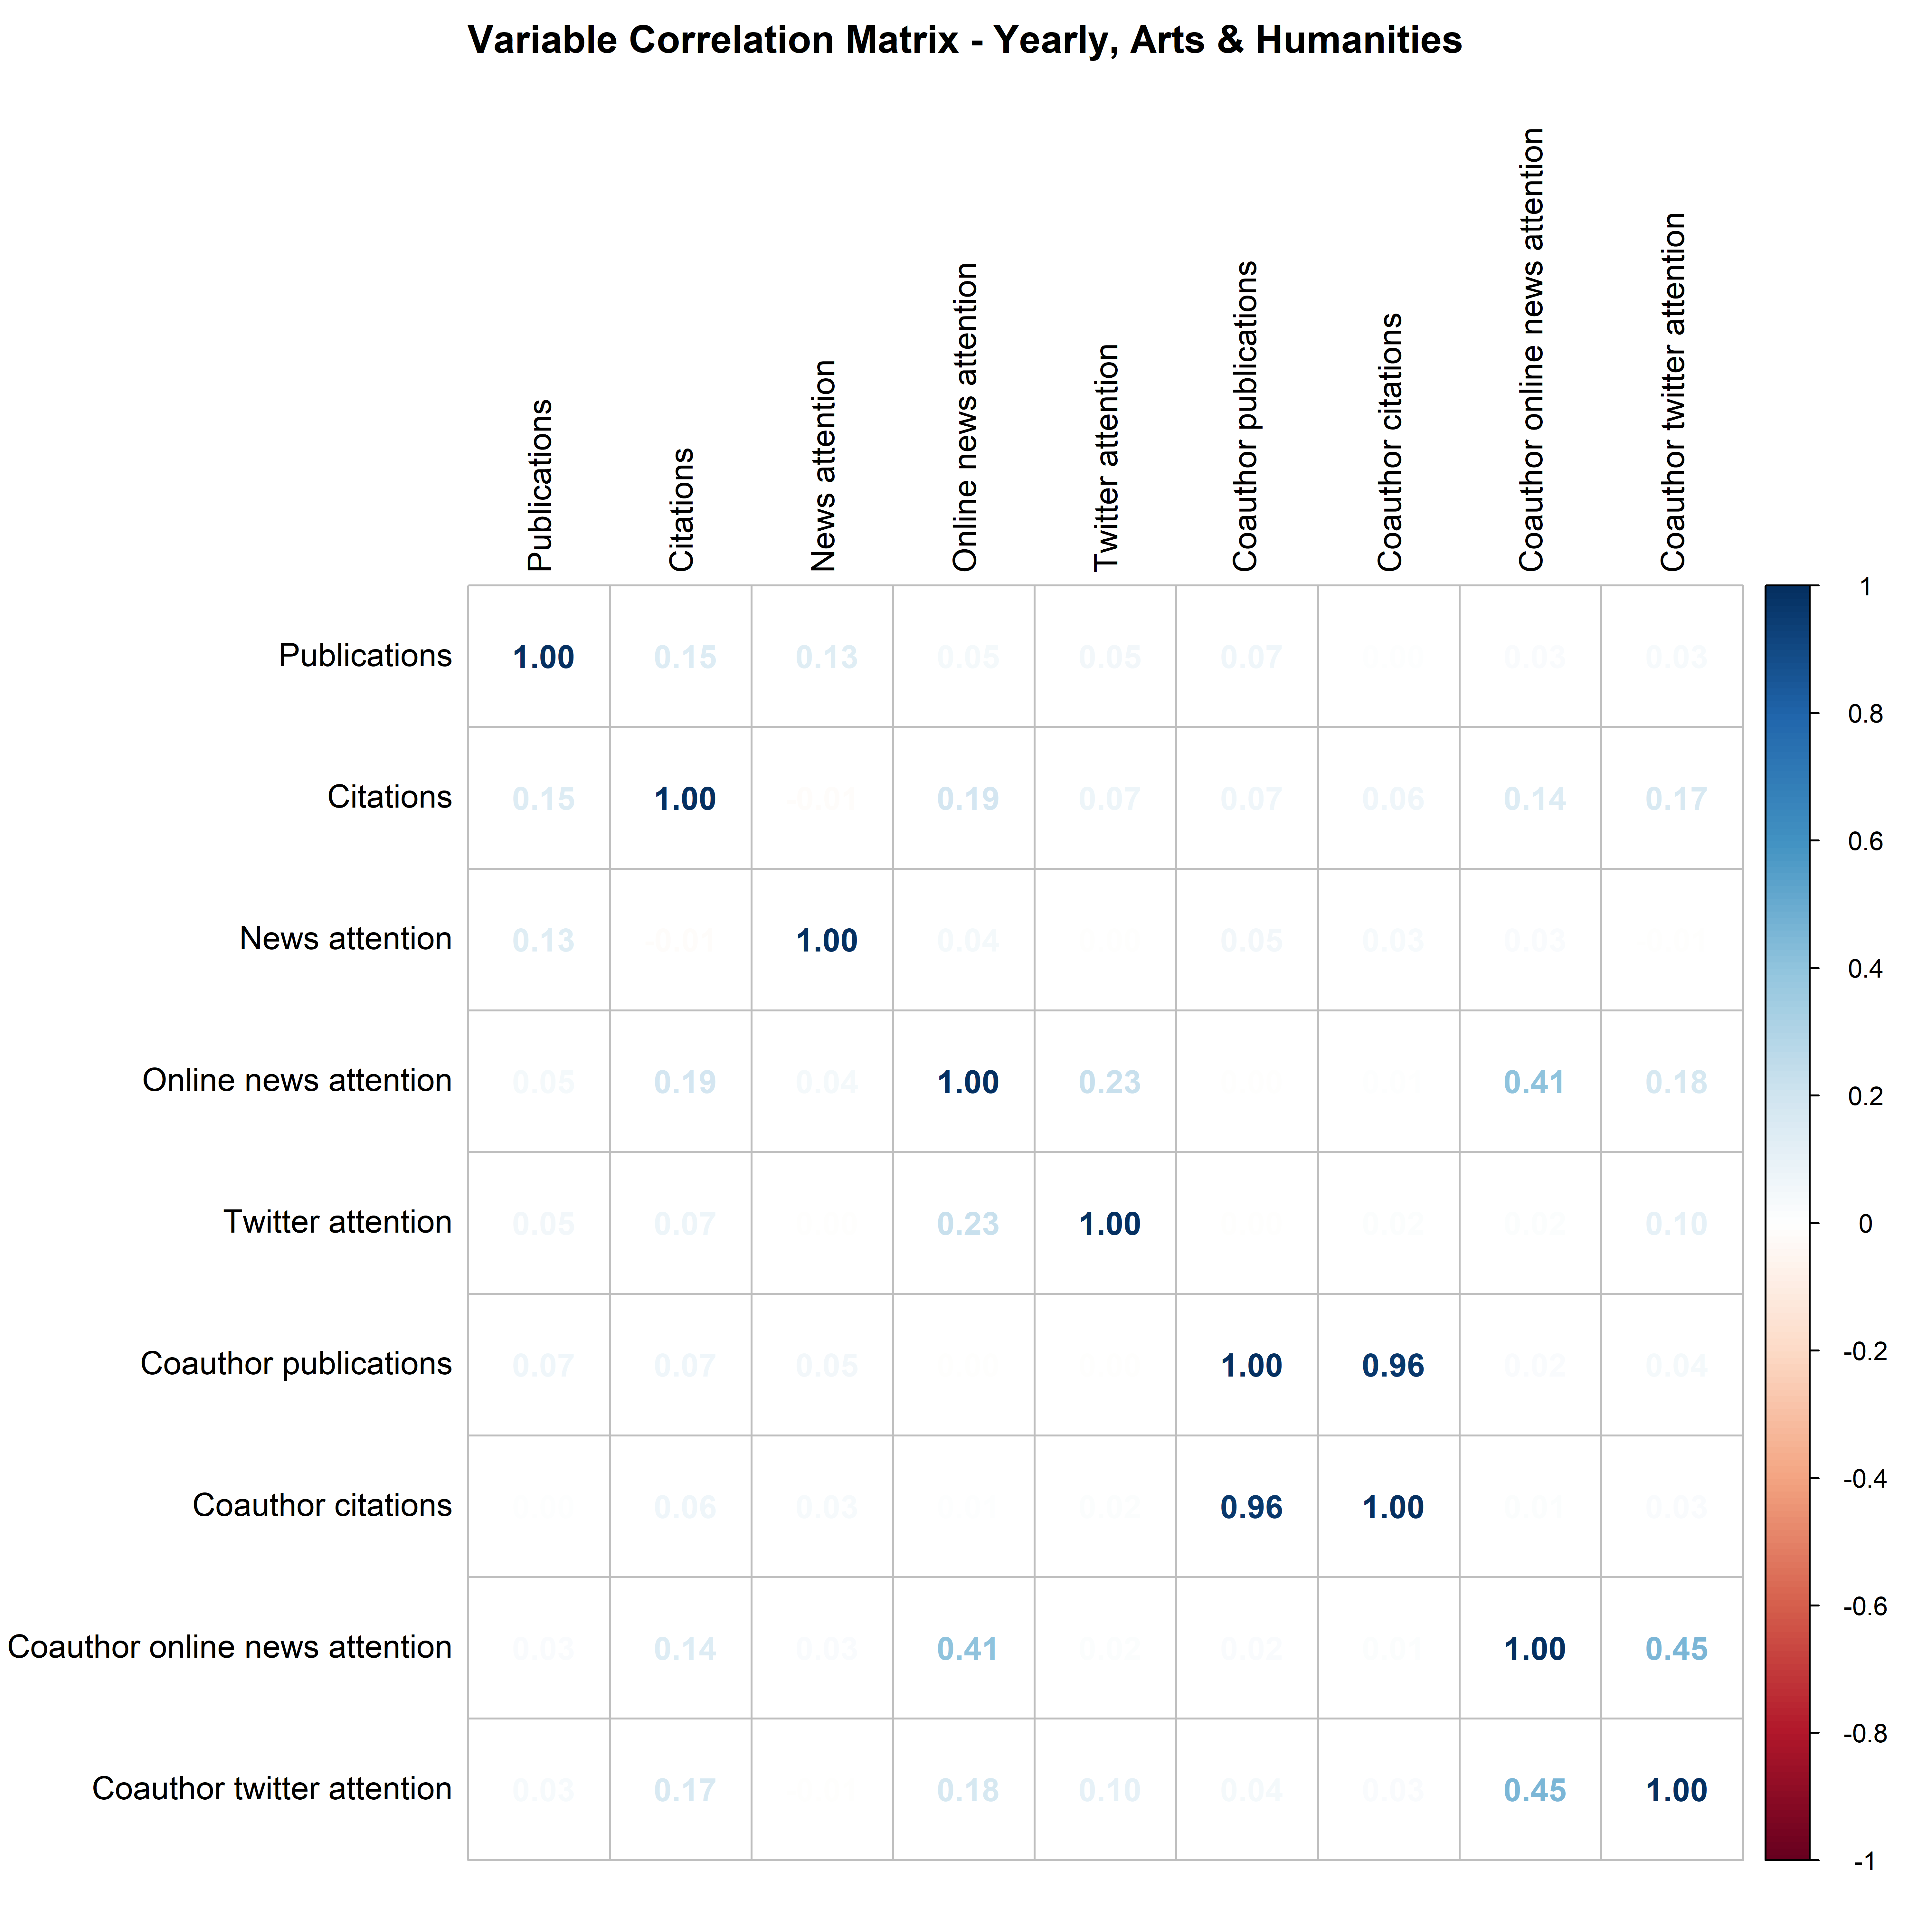 Variable Correlation Matrix - Yearly, Arts & Humanities
Publications
Citations
News attention
Online news attention
Twitter attention
Coauthor publications
Coauthor citations
Coauthor online news attention
Coauthor twitter attention
Publications 1.00 0.15 0.13 0.05 0.05 0.07 0.03 0.03
Citations 0.15 1.00 -0.01 0.19 0.07 0.07 0.06 0.14 0.17
News attention 0.13 -0.01 1.00 0.04 0.05 0.03 0.03
Online news attention 0.05 0.19 0.04 1.00 0.23 0.41 0.18
Twitter attention 0.05 0.07 0.23 1.00 0.02 0.02 0.10
Coauthor publications 0.07 0.07 0.05 1.00 0.96 0.02 0.04
Coauthor citations 0.06 0.03 0.02 0.96 1.00 0.01 0.03
Coauthor online news attention 0.03 0.14 0.03 0.41 0.02 0.02 0.01 1.00 0.45
Coauthor twitter attention 0.03 0.17 0.18 0.10 0.04 0.03 0.45 1.00
1
0.8
0.6
0.4
0.2
0
-0.2
-0.4
-0.6
-0.8
-1